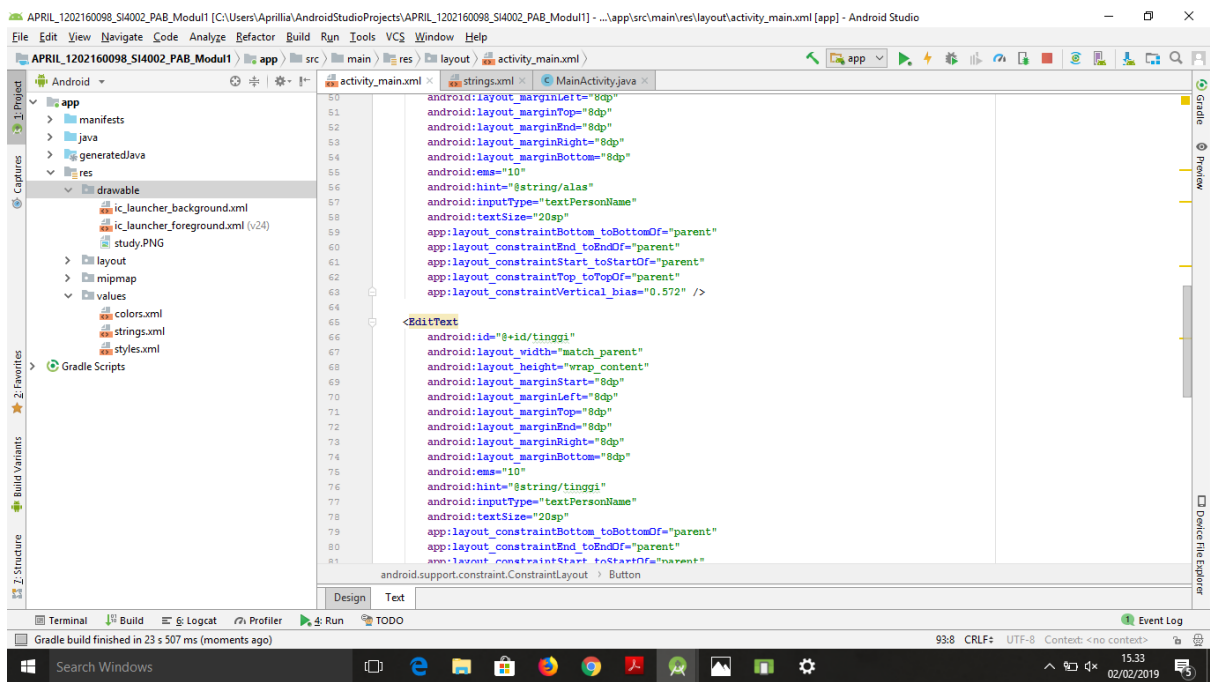 APRIL_1202160098_SI4002_PAB_Modul1 [C:\Users\Aprillia\AndroidStudioProjects\APRIL_1202160098_SI4002_PAB_Modul1] - ...\app\src\main\res\layout\activity_main.xml [app] - Android Studio
File Edit View Navigate Code Analyze Refactor Build Run Tools VCS Window Help
APRIL_1202160098_SI4002_PAB_Modul1 app src main res layout activity_main.xml app
Android activity_main.xml strings.xml MainActivity.java
1: Project
Captures
2: Favorites
Build Variants
7: Structure
app
manifests
java
generatedJava
res
drawable
ic_launcher_background.xml
ic_launcher_foreground.xml (v24)
study.PNG
layout
mipmap
values
colors.xml
strings.xml
styles.xml
Gradle Scripts
50 android:layout_marginLeft="8dp"
51 android:layout_marginTop="8dp"
52 android:layout_marginEnd="8dp"
53 android:layout_marginRight="8dp"
54 android:layout_marginBottom="8dp"
55 android:ems="10"
56 android:hint="@string/alas"
57 android:inputType="textPersonName"
58 android:textSize="20sp"
59 app:layout_constraintBottom_toBottomOf="parent"
60 app:layout_constraintEnd_toEndOf="parent"
61 app:layout_constraintStart_toStartOf="parent"
62 app:layout_constraintTop_toTopOf="parent"
63 app:layout_constraintVertical_bias="0.572" />
64
65 <EditText
66 android:id="@+id/tinggi"
67 android:layout_width="match_parent"
68 android:layout_height="wrap_content"
69 android:layout_marginStart="8dp"
70 android:layout_marginLeft="8dp"
71 android:layout_marginTop="8dp"
72 android:layout_marginEnd="8dp"
73 android:layout_marginRight="8dp"
74 android:layout_marginBottom="8dp"
75 android:ems="10"
76 android:hint="@string/tinggi"
77 android:inputType="textPersonName"
78 android:textSize="20sp"
79 app:layout_constraintBottom_toBottomOf="parent"
80 app:layout_constraintEnd_toEndOf="parent"
81 app:layout_constraintStart_toStartOf="parent"
android.support.constraint.ConstraintLayout Button
Design Text
Gradle
Preview
Device File Explorer
Terminal Build 6: Logcat Profiler 4: Run TODO 1 Event Log
Gradle build finished in 23 s 507 ms (moments ago) 93:8 CRLF UTF-8 Context: <no context>
Search Windows
15.33
02/02/2019
5